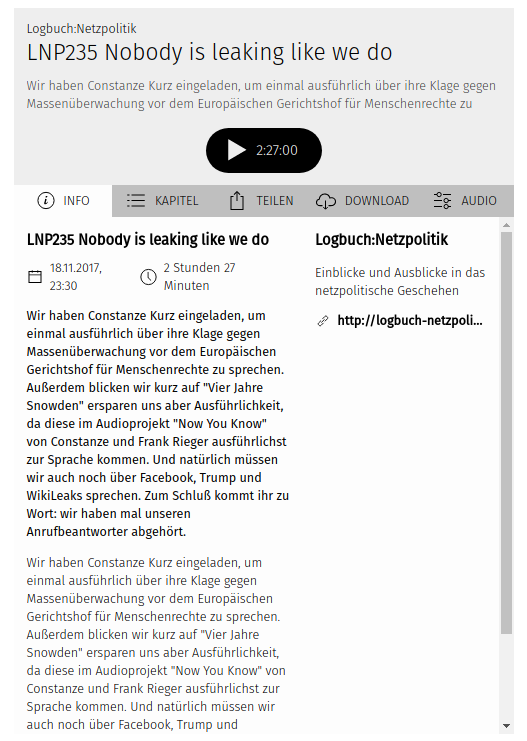 Logbuch:Netzpolitik
LNP235 Nobody is leaking like we do
Wir haben Constanze Kurz eingeladen, um einmal ausführlich über ihre Klage gegen
Massenüberwachung vor dem Europäischen Gerichtshof für Menschenrechte zu
2:27:00
INFO
KAPITEL
TEILEN
DOWNLOAD
AUDIO
LNP235 Nobody is leaking like we do
18.11.2017,
23:30
2 Stunden 27
Minuten
Wir haben Constanze Kurz eingeladen, um
einmal ausführlich über ihre Klage gegen
Massenüberwachung vor dem Europäischen
Gerichtshof für Menschenrechte zu sprechen.
Außerdem blicken wir kurz auf "Vier Jahre
Snowden" ersparen uns aber Ausführlichkeit,
da diese im Audioprojekt "Now You Know"
von Constanze und Frank Rieger ausführlichst
zur Sprache kommen. Und natürlich müssen
wir auch noch über Facebook, Trump und
WikiLeaks sprechen. Zum Schluß kommt ihr zu
Wort: wir haben mal unseren
Anrufbeantworter abgehört.
Wir haben Constanze Kurz eingeladen, um
einmal ausführlich über ihre Klage gegen
Massenüberwachung vor dem Europäischen
Gerichtshof für Menschenrechte zu sprechen.
Außerdem blicken wir kurz auf "Vier Jahre
Snowden" ersparen uns aber Ausführlichkeit,
da diese im Audioprojekt "Now You Know" von
Constanze und Frank Rieger ausführlichst zur
Sprache kommen. Und natürlich müssen wir
auch noch über Facebook, Trump und
Logbuch:Netzpolitik
Einblicke und Ausblicke in das
netzpolitische Geschehen
http://logbuch-netzpoli...